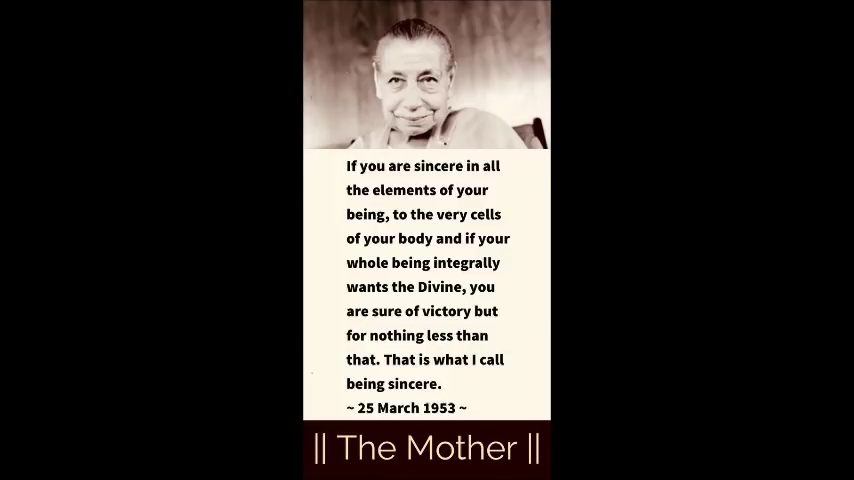 If you are sincere in all
the elements of your
being, to the very cells
of your body and if your
whole being integrally
wants the Divine, you
are sure of victory but
for nothing less than
that. That is what I call
being sincere.
~ 25 March 1953 ~
|| The Mother ||